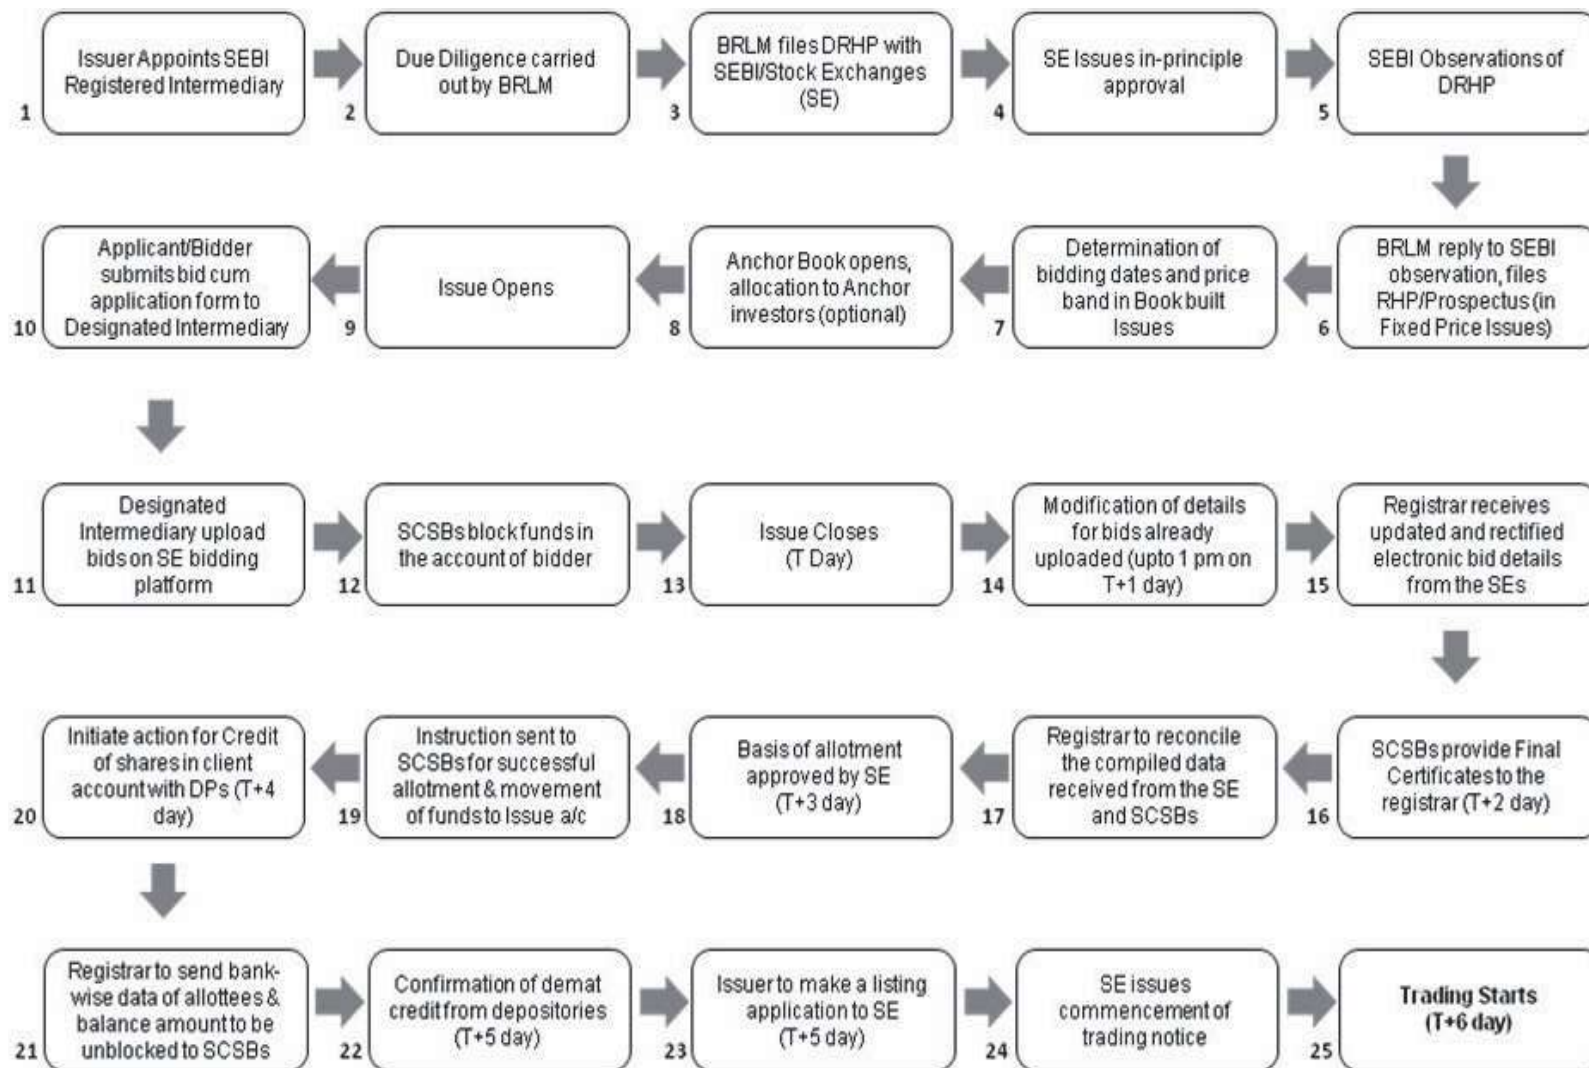 Issuer Appoints SEBI
Registered Intermediary
1
Due Diligence carried
out by BRLM
2
BRLM files DRHP with
SEBI/Stock Exchanges
(SE)
3
SE Issues in-principle
approval
4
SEBI Observations of
DRHP
5
BRLM reply to SEBI
observation, files
RHP/Prospectus (in
Fixed Price Issues)
6
Determination of
bidding dates and price
band in Book built
Issues
7
Anchor Book opens,
allocation to Anchor
investors (optional)
8
Issue Opens
9
Applicant/Bidder
submits bid cum
application form to
Designated Intermediary
10
Designated
Intermediary upload
bids on SE bidding
platform
11
SCSBs block funds in
the account of bidder
12
Issue Closes
(T Day)
13
Modification of details
for bids already
uploaded (upto 1 pm on
T+1 day)
14
Registrar receives
updated and rectified
electronic bid details
from the SEs
15
SCSBs provide Final
Certificates to the
registrar (T+2 day)
16
Registrar to reconcile
the compiled data
received from the SE
and SCSBs
17
Basis of allotment
approved by SE
(T+3 day)
18
Instruction sent to
SCSBs for successful
allotment & movement
of funds to Issue a/c
19
Initiate action for Credit
of shares in client
account with DPs (T+4
day)
20
Registrar to send bank-
wise data of allottees &
balance amount to be
unblocked to SCSBs
21
Confirmation of demat
credit from depositories
(T+5 day)
22
Issuer to make a listing
application to SE
(T+5 day)
23
SE issues
commencement of
trading notice
24
Trading Starts
(T+6 day)
25